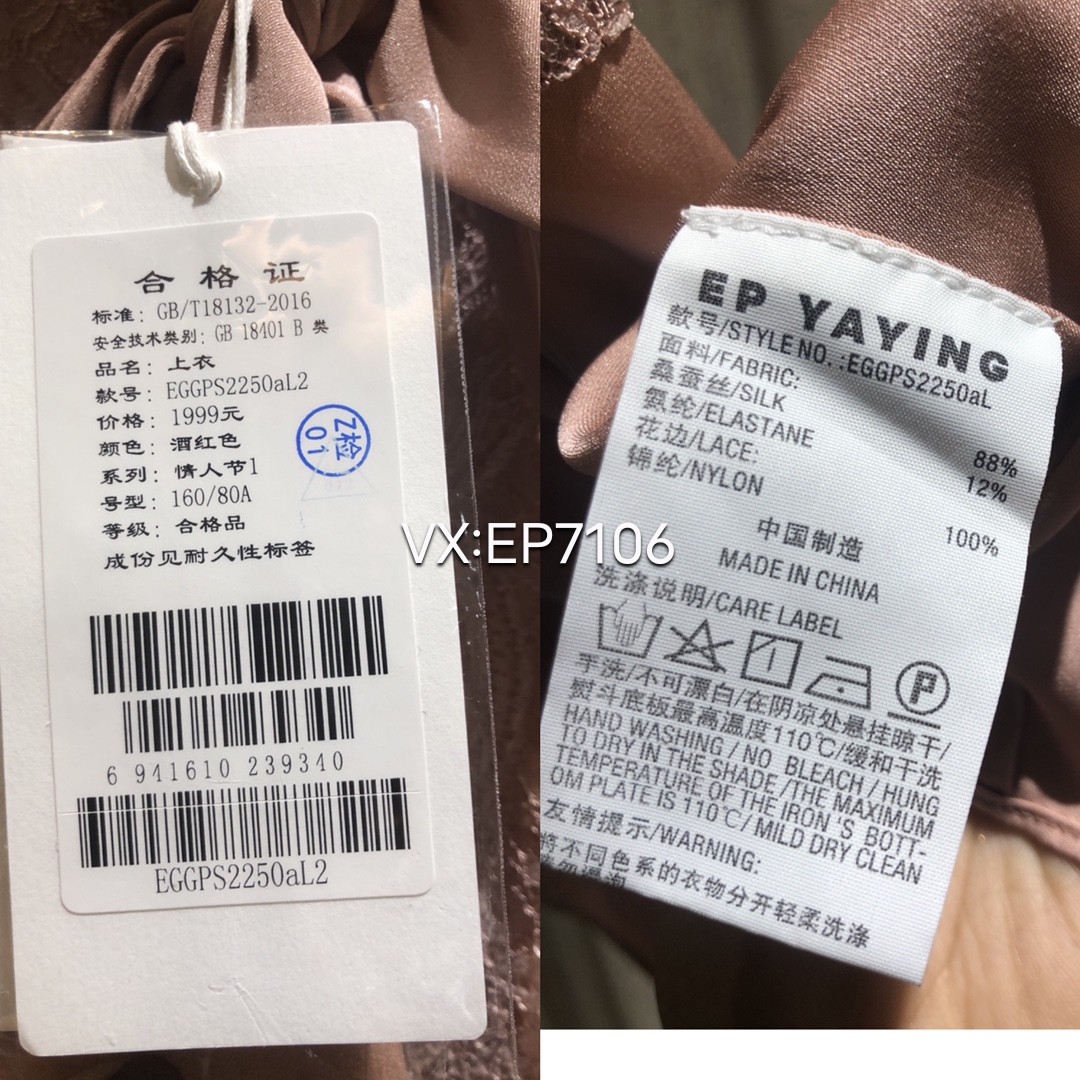 合格证
标准: GB/T18132-2016
安全技术类别: GB 18401 B 类
品名: 上衣
款号: EGGPS2250aL2
价格: 1999元
颜色: 酒红色
系列: 情人节1
号型: 160/80A
等级: 合格品
成份见耐久性标签
Z检
01
6 941610 239340
EGGPS2250aL2
VX:EP7106
EP YAYING
款号/STYLE NO.:EGGPS2250aL
面料/FABRIC:
桑蚕丝/SILK 88%
氨纶/ELASTANE 12%
花边/LACE:
锦纶/NYLON 100%
中国制造
MADE IN CHINA
洗涤说明/CARE LABEL
P
手洗/不可漂白/在阴凉处悬挂晾干/
熨斗底板最高温度110℃/缓和干洗
HAND WASHING / NO BLEACH / HUNG
TO DRY IN THE SHADE /THE MAXIMUM
TEMPERATURE OF THE IRON 'S BOTT-
OM PLATE IS 110℃/ MILD DRY CLEAN
友情提示/WARNING:
将不同色系的衣物分开轻柔洗涤